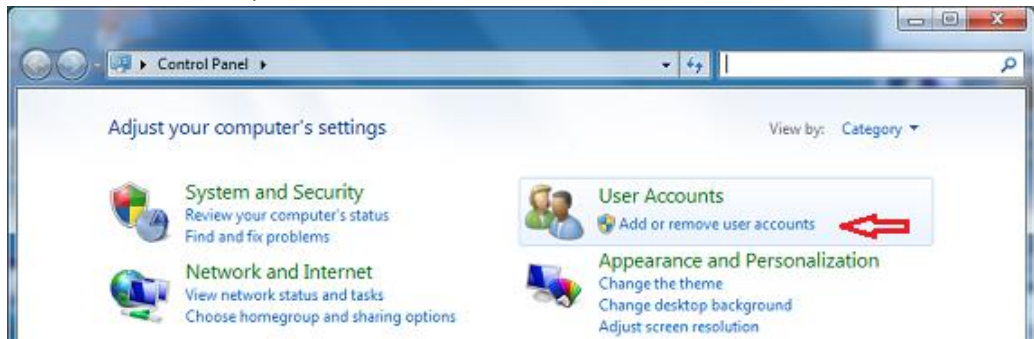 Control Panel
Adjust your computer's settings
View by: Category
System and Security
Review your computer's status
Find and fix problems
User Accounts
Add or remove user accounts
Network and Internet
View network status and tasks
Choose homegroup and sharing options
Appearance and Personalization
Change the theme
Change desktop background
Adjust screen resolution